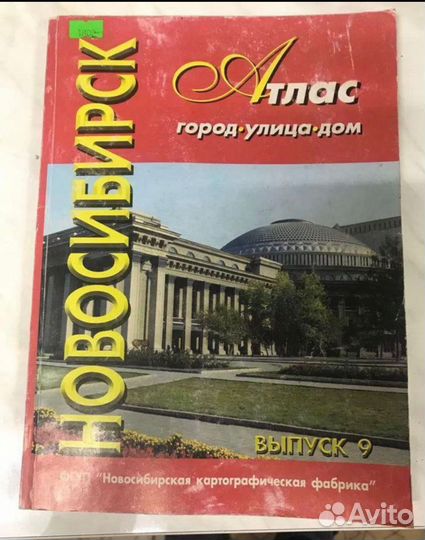 НОВОСИБИРСК
Атлас
город·улица·дом
ВЫПУСК 9
ФГУП "Новосибирская картографическая фабрика"
Avito